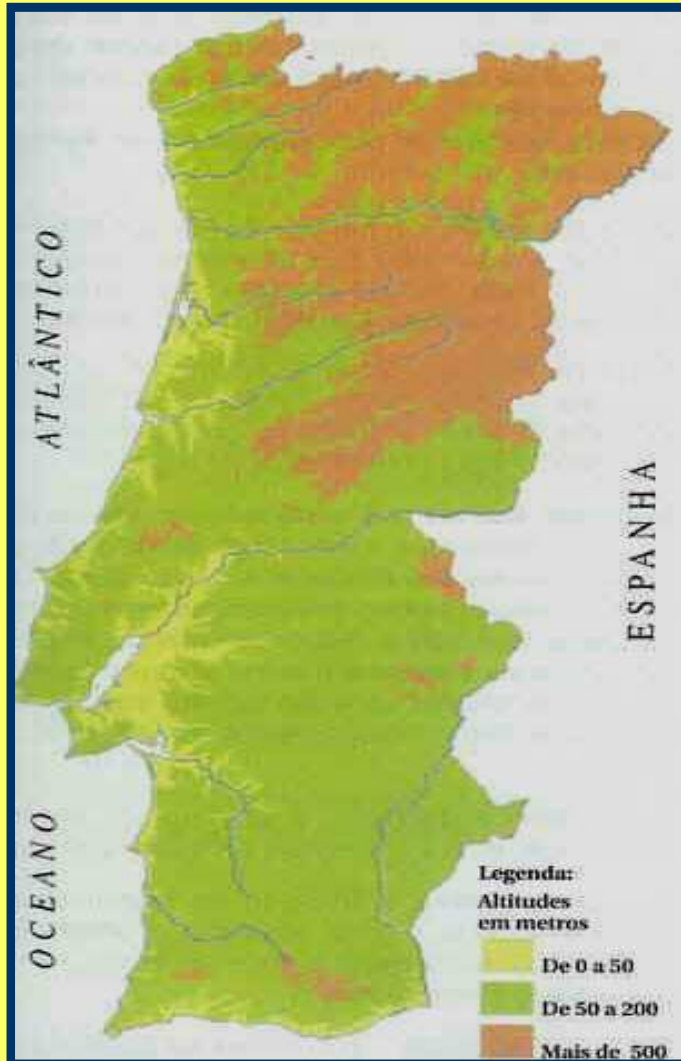 ATLÂNTICO
OCEANO
ESPANHA
Legenda:
Altitudes
em metros
De 0 a 50
De 50 a 200
Mais de 500